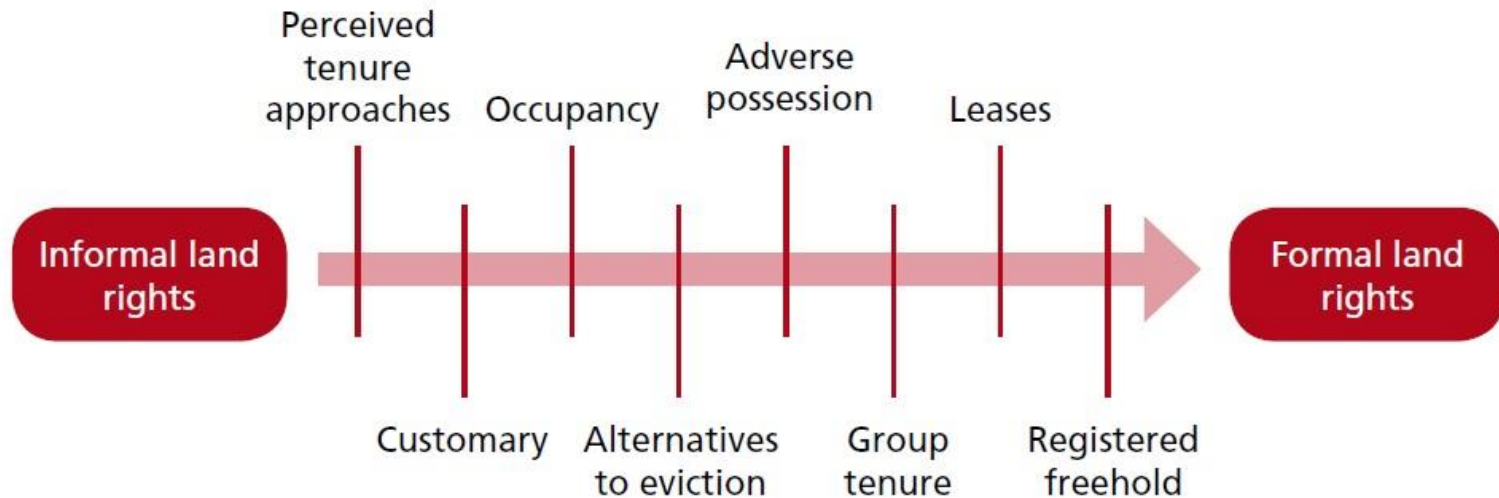 Perceived
tenure
approaches
Occupancy
Adverse
possession
Leases
Informal land
rights
Formal land
rights
Customary
Alternatives
to eviction
Group
tenure
Registered
freehold